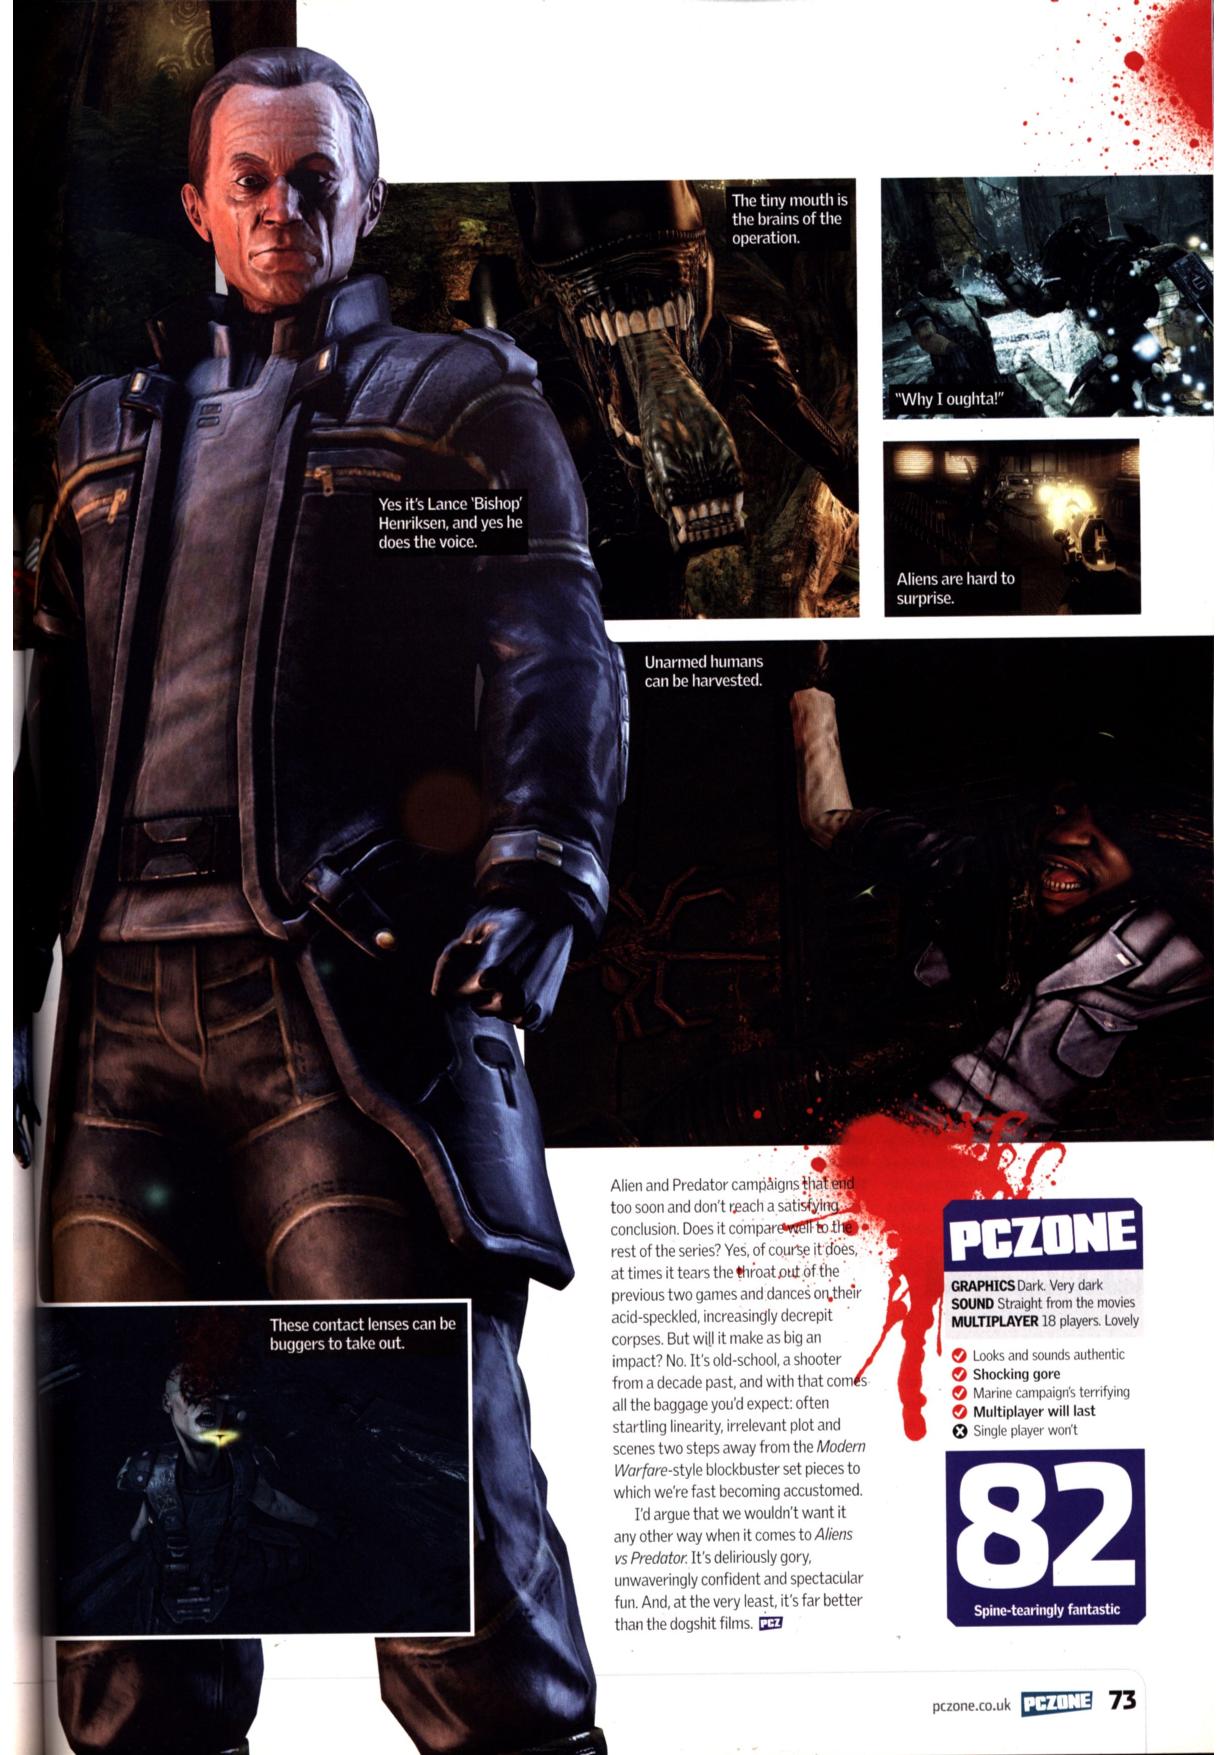 The tiny mouth is
the brains of the
operation.
"Why I oughta!"
Yes it's Lance 'Bishop'
Henriksen, and yes he
does the voice.
Aliens are hard to
surprise.
Unarmed humans
can be harvested.
These contact lenses can be
buggers to take out.
Alien and Predator campaigns that end
too soon and don't reach a satisfying
conclusion. Does it compare well to the
rest of the series? Yes, of course it does,
at times it tears the throat out of the
previous two games and dances on their
acid-speckled, increasingly decrepit
corpses. But will it make as big an
impact? No. It's old-school, a shooter
from a decade past, and with that comes
all the baggage you'd expect: often
startling linearity, irrelevant plot and
scenes two steps away from the Modern
Warfare-style blockbuster set pieces to
which we're fast becoming accustomed.
I'd argue that we wouldn't want it
any other way when it comes to Aliens
vs Predator. It's deliriously gory,
unwaveringly confident and spectacular
fun. And, at the very least, it's far better
than the dogshit films. PCZ
PCZONE
GRAPHICS Dark. Very dark
SOUND Straight from the movies
MULTIPLAYER 18 players. Lovely
Looks and sounds authentic
Shocking gore
Marine campaign's terrifying
Multiplayer will last
Single player won't
82
Spine-tearingly fantastic
pczone.co.uk PCZONE 73